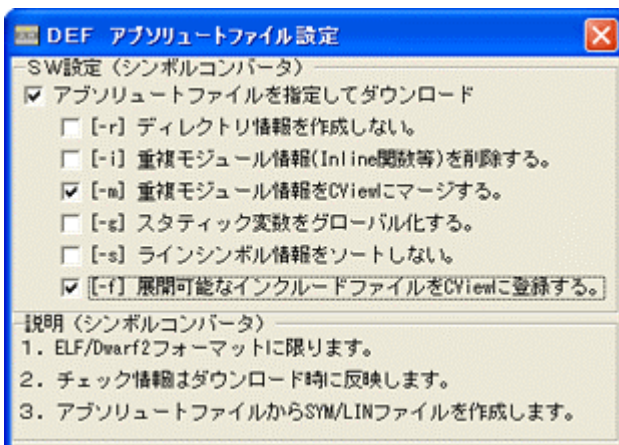 DEF アブソリュートファイル設定
SW設定（シンボルコンバータ）
アブソリュートファイルを指定してダウンロード
[-r] ディレクトリ情報を作成しない。
[-i] 重複モジュール情報(Inline関数等)を削除する。
[-m] 重複モジュール情報をCViewにマージする。
[-g] スタティック変数をグローバル化する。
[-s] ラインシンボル情報をソートしない。
[-f] 展開可能なインクルードファイルをCViewに登録する。
説明（シンボルコンバータ）
1. ELF/Dwarf2フォーマットに限ります。
2. チェック情報はダウンロード時に反映します。
3. アブソリュートファイルからSYM/LINファイルを作成します。